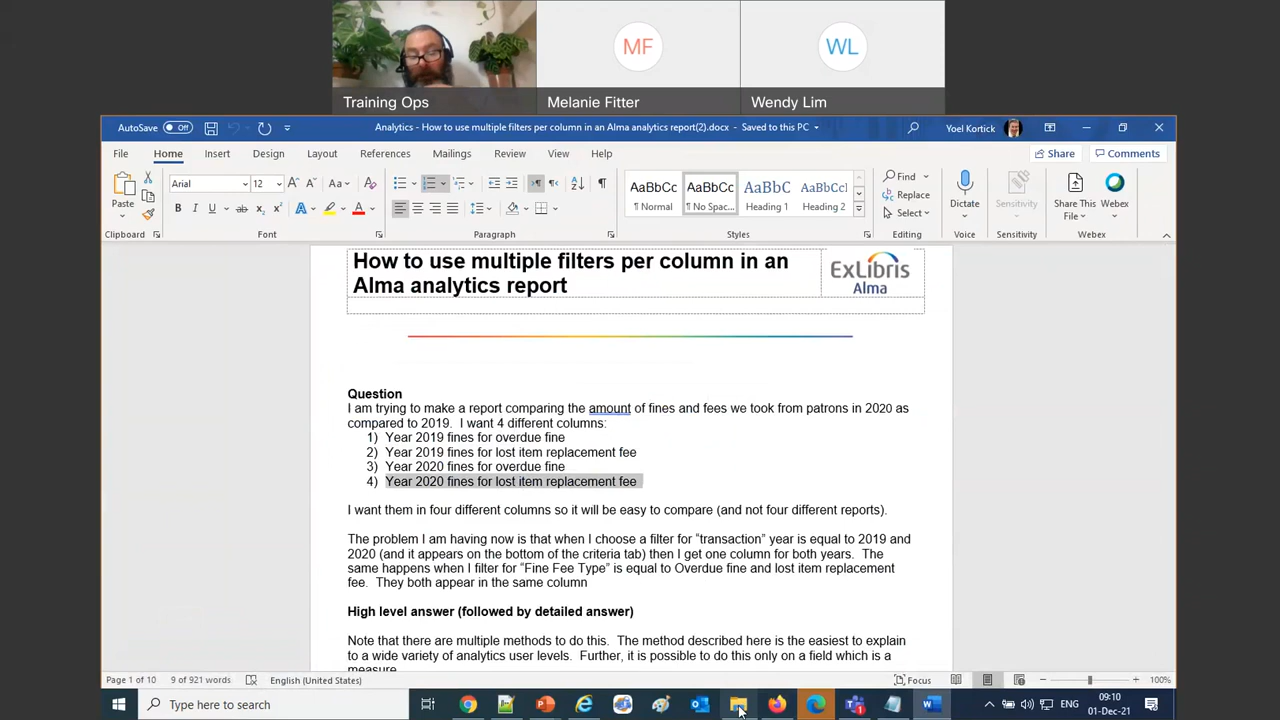 MF
WL
Training Ops
Melanie Fitter
Wendy Lim
AutoSave Off
Analytics - How to use multiple filters per column in an Alma analytics report(2).docx - Saved to this PC
Yoel Kortick
File Home Insert Draw Design Layout References Mailings Review View Help
Share
Comments
Paste
Clipboard
Arial 12
Font
Paragraph
AaBbCc AaBbCc AaBbC AaBbCcl
¶ Normal ¶ No Spac... Heading 1 Heading 2
Styles
Find
Replace
Select
Editing
Dictate
Voice
Sensitivity
Sensitivity
Share This File
Webex
Webex
How to use multiple filters per column in an
Alma analytics report
ExLibris
Alma
Question
I am trying to make a report comparing the amount of fines and fees we took from patrons in 2020 as
compared to 2019. I want 4 different columns:
1) Year 2019 fines for overdue fine
2) Year 2019 fines for lost item replacement fee
3) Year 2020 fines for overdue fine
4) Year 2020 fines for lost item replacement fee
I want them in four different columns so it will be easy to compare (and not four different reports).
The problem I am having now is that when I choose a filter for “transaction” year is equal to 2019 and
2020 (and it appears on the bottom of the criteria tab) then I get one column for both years. The
same happens when I filter for “Fine Fee Type” is equal to Overdue fine and lost item replacement
fee. They both appear in the same column
High level answer (followed by detailed answer)
Note that there are multiple methods to do this. The method described here is the easiest to explain
to a wide variety of analytics user levels. Further, it is possible to do this only on a field which is a
measure.
Page 1 of 10 9 of 921 words English (United States)
Focus
100%
Type here to search
ENG
09:10
01-Dec-21